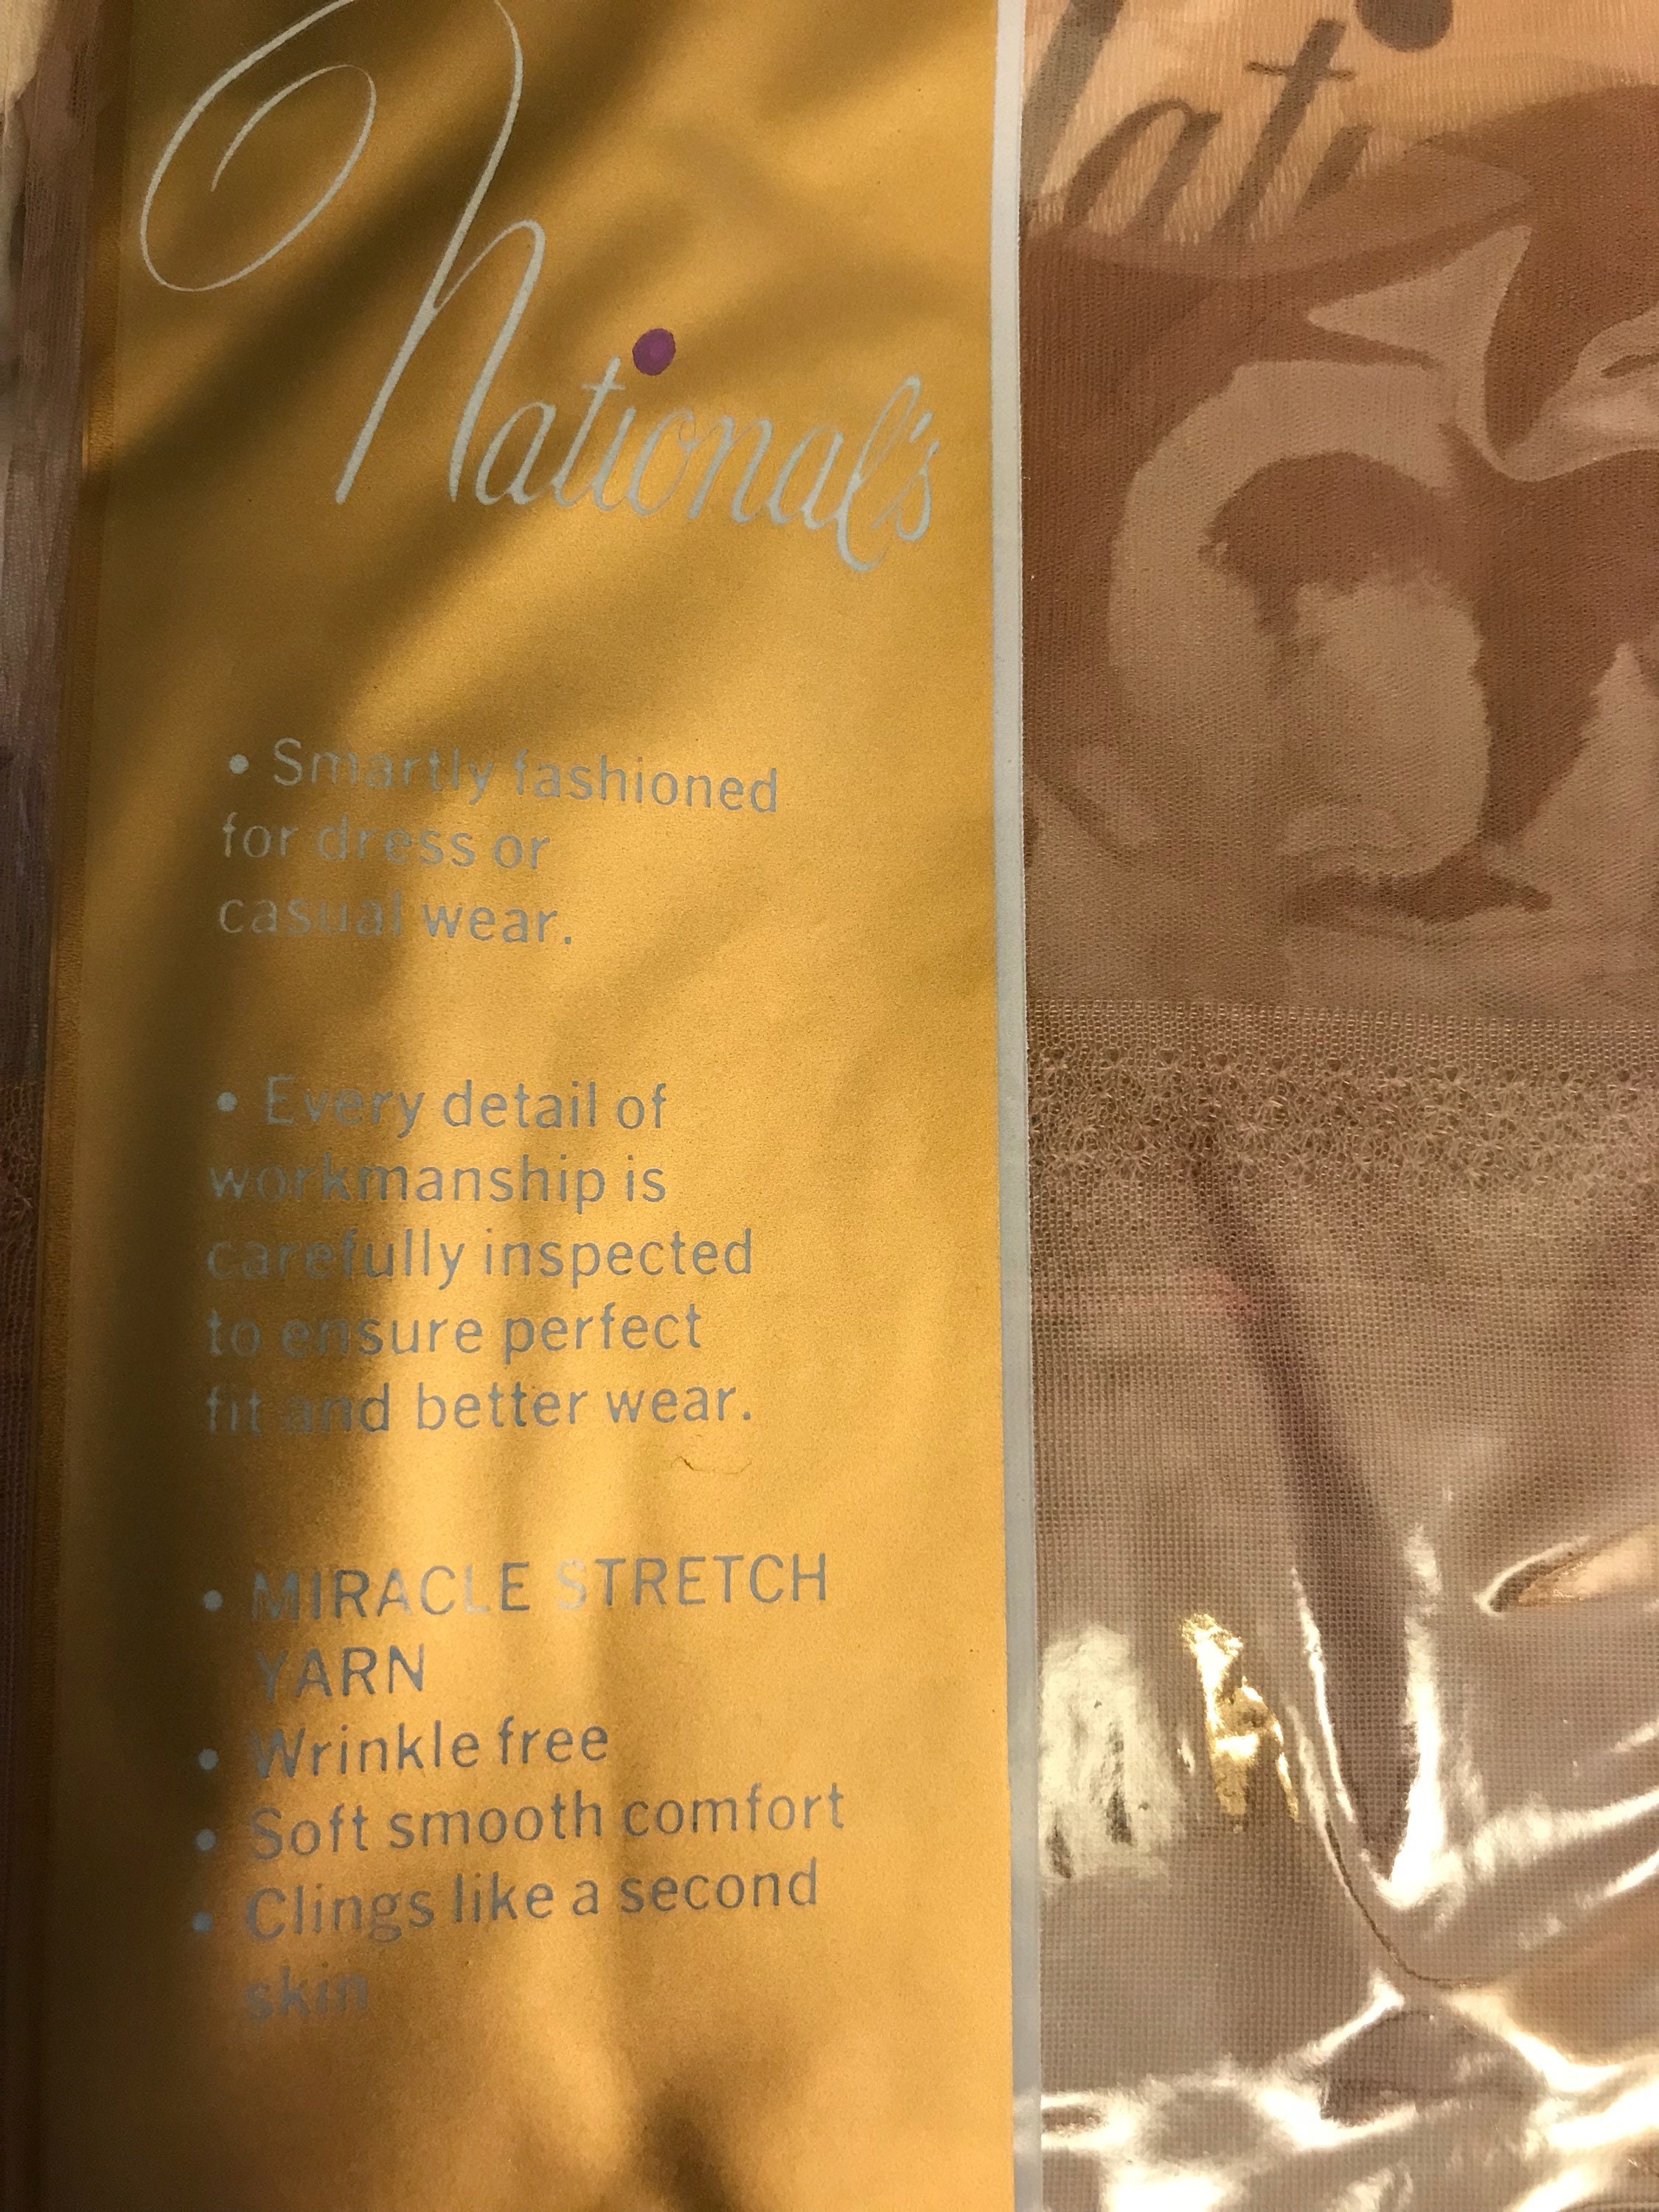 National's
• Smartly fashioned
for dress or
casual wear.
• Every detail of
workmanship is
carefully inspected
to ensure perfect
fit and better wear.
• MIRACLE STRETCH
YARN
• Wrinkle free
• Soft smooth comfort
• Clings like a second
skin